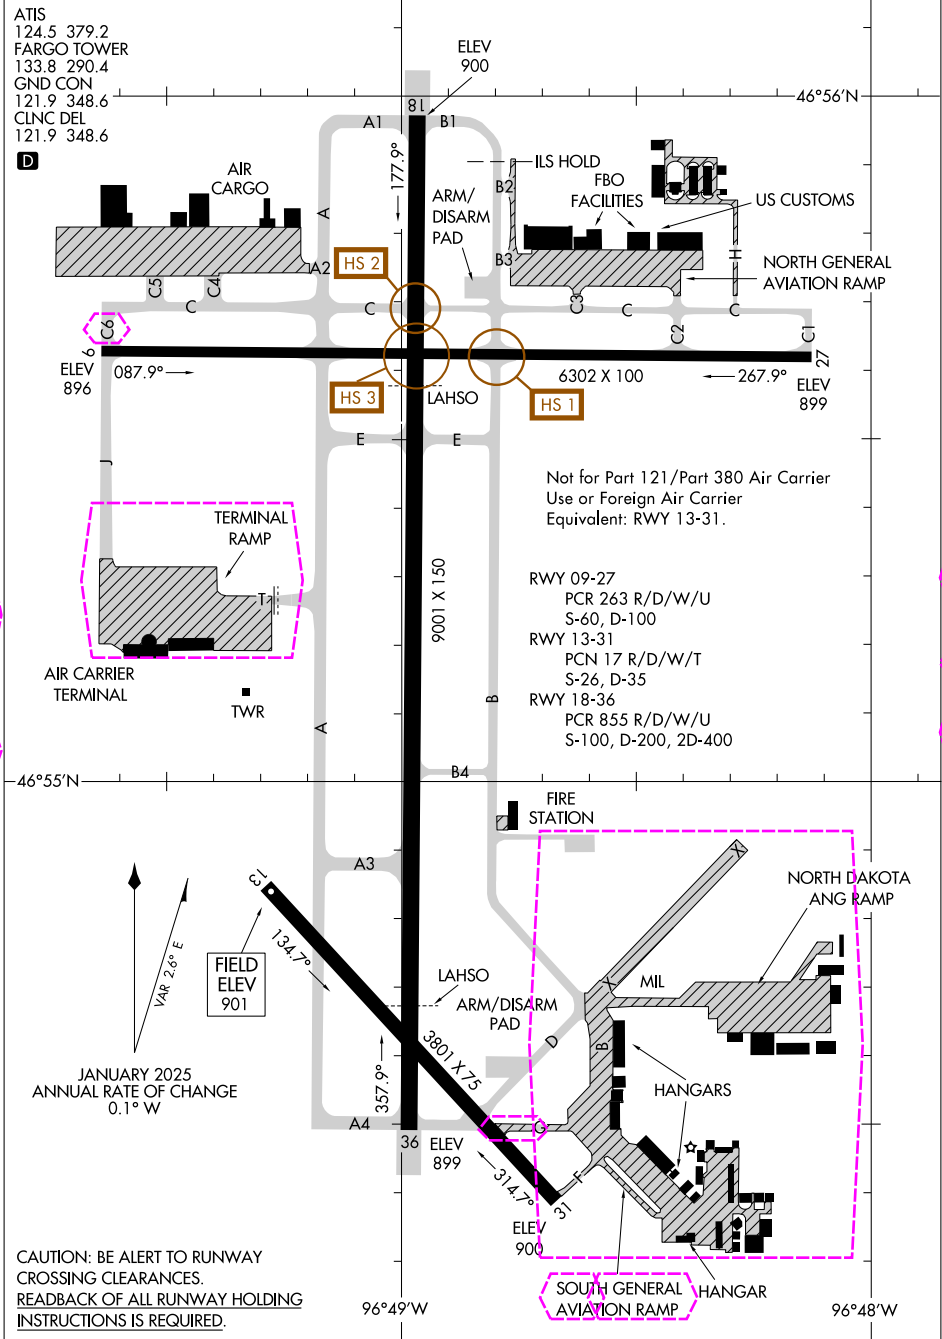 ATIS
124.5 379.2
FARGO TOWER
133.8 290.4
GND CON
121.9 348.6
CLNC DEL
121.9 348.6
D
ELEV
900
46°56'N
18
A1
B1
177.9°
A
AIR
CARGO
ARM/
DISARM
PAD
ILS HOLD
B2
FBO
FACILITIES
US CUSTOMS
H
NORTH GENERAL
AVIATION RAMP
B3
A2
HS 2
C5
C4
C
C
C3
C
C2
C
C1
C6
9
ELEV
896
087.9°
HS 3
LAHSO
HS 1
6302 X 100
267.9°
27
ELEV
899
E
E
J
Not for Part 121/Part 380 Air Carrier
Use or Foreign Air Carrier
Equivalent: RWY 13-31.
TERMINAL
RAMP
T
9001 X 150
RWY 09-27
PCR 263 R/D/W/U
S-60, D-100
RWY 13-31
PCN 17 R/D/W/T
S-26, D-35
RWY 18-36
PCR 855 R/D/W/U
S-100, D-200, 2D-400
AIR CARRIER
TERMINAL
TWR
A
B
46°55'N
B4
FIRE
STATION
A3
X
13
134.7°
NORTH DAKOTA
ANG RAMP
VAR 2.6° E
FIELD
ELEV
901
LAHSO
ARM/DISARM
PAD
X
MIL
D
B
3801 X 75
357.9°
JANUARY 2025
ANNUAL RATE OF CHANGE
0.1° W
HANGARS
A4
36
ELEV
899
G
314.7°
F
31
ELEV
900
CAUTION: BE ALERT TO RUNWAY
CROSSING CLEARANCES.
READBACK OF ALL RUNWAY HOLDING
INSTRUCTIONS IS REQUIRED.
SOUTH GENERAL
AVIATION RAMP
HANGAR
96°49'W
96°48'W